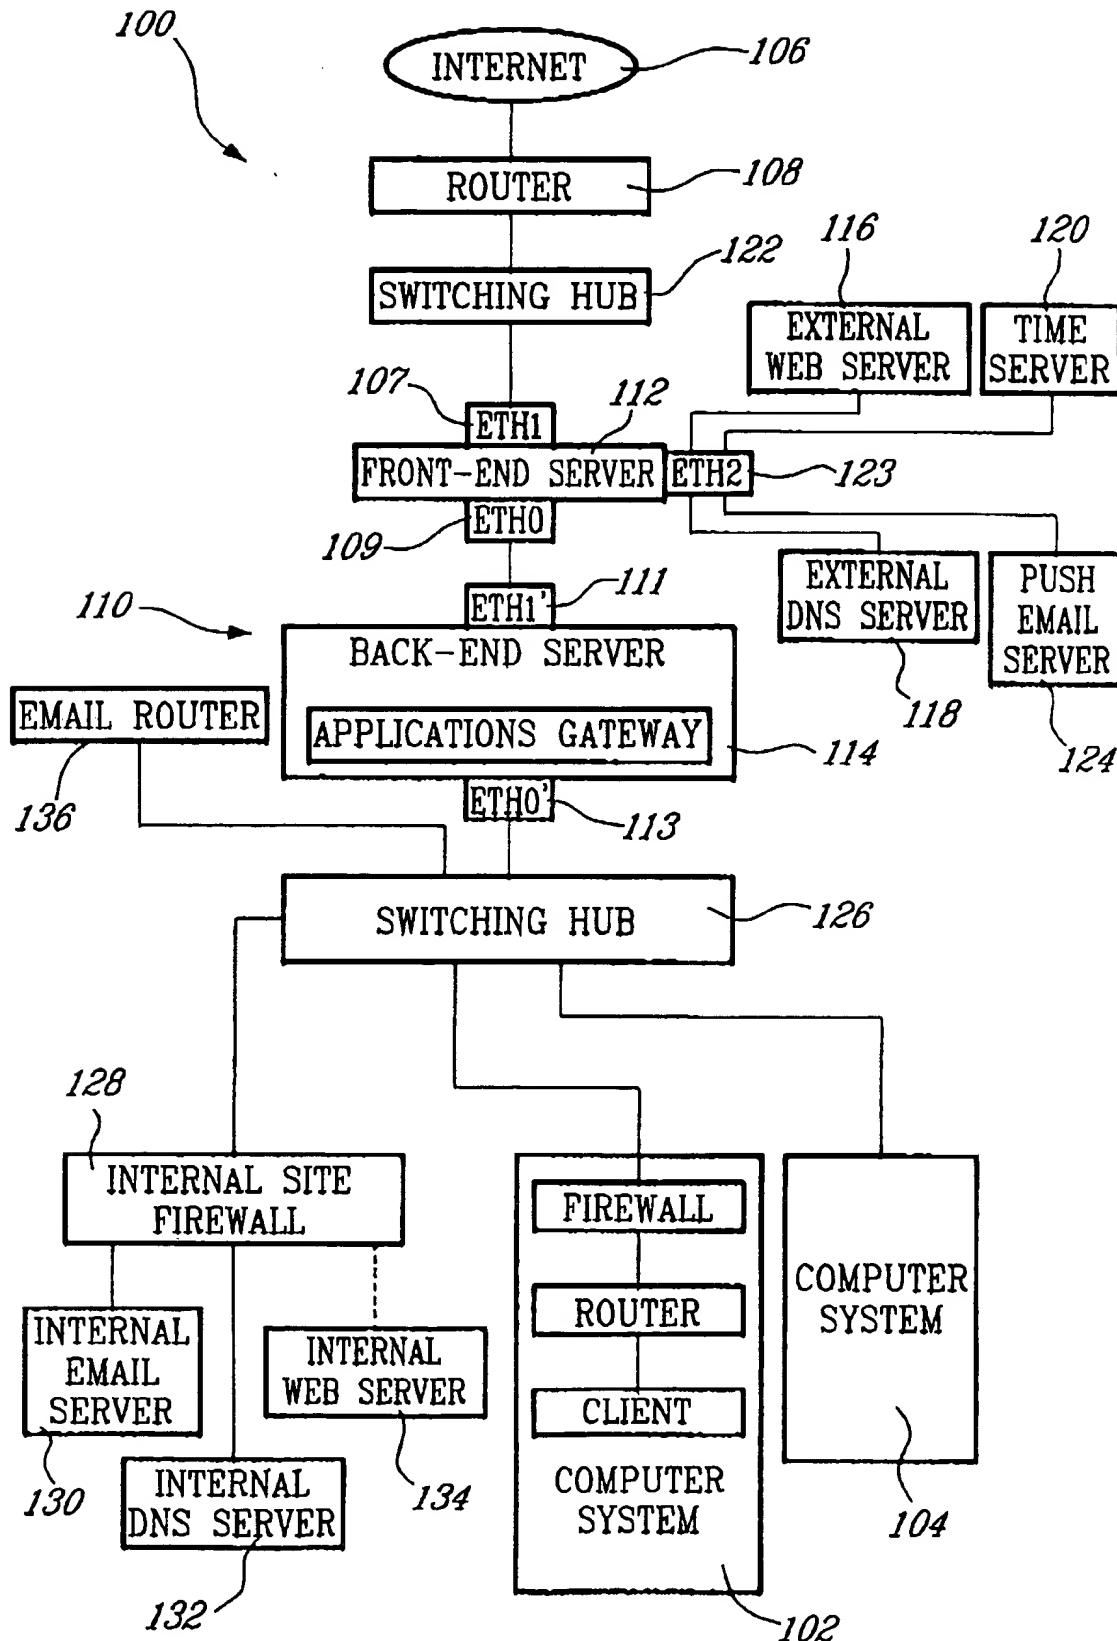 100
INTERNET
106
ROUTER
108
SWITCHING HUB
122
116
120
EXTERNAL
WEB SERVER
TIME
SERVER
107
ETH1
112
FRONT-END SERVER
ETH2
123
109
ETH0
EXTERNAL
DNS SERVER
118
PUSH
EMAIL
SERVER
124
110
ETH1'
111
BACK-END SERVER
APPLICATIONS GATEWAY
114
EMAIL ROUTER
136
ETH0'
113
SWITCHING HUB
126
128
INTERNAL SITE
FIREWALL
INTERNAL
EMAIL
SERVER
130
INTERNAL
DNS SERVER
132
INTERNAL
WEB SERVER
134
FIREWALL
ROUTER
CLIENT
COMPUTER
SYSTEM
102
COMPUTER
SYSTEM
104